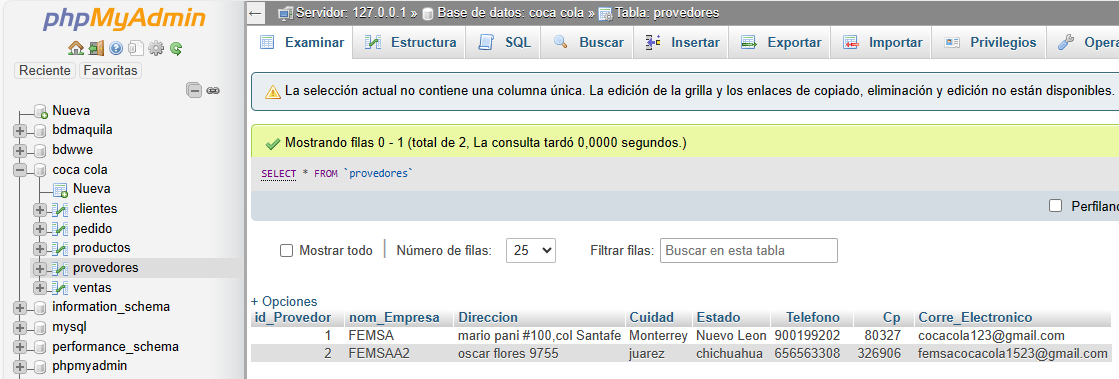 phpMyAdmin
Reciente Favoritas
Nueva
bdmaquila
bdwwe
coca cola
Nueva
clientes
pedido
productos
provedores
ventas
information_schema
mysql
performance_schema
phpmyadmin
Servidor: 127.0.0.1 » Base de datos: coca cola » Tabla: provedores
Examinar Estructura SQL Buscar Insertar Exportar Importar Privilegios Opera
La selección actual no contiene una columna única. La edición de la grilla y los enlaces de copiado, eliminación y edición no están disponibles.
Mostrando filas 0 - 1 (total de 2, La consulta tardó 0,0000 segundos.)
SELECT * FROM `provedores`
Perfiland
Mostrar todo Número de filas: 25 Filtrar filas: Buscar en esta tabla
+ Opciones
id_Provedor nom_Empresa Direccion Cuidad Estado Telefono Cp Corre_Electronico
1 FEMSA mario pani #100,col Santafe Monterrey Nuevo Leon 900199202 80327 cocacola123@gmail.com
2 FEMSAA2 oscar flores 9755 juarez chichuahua 656563308 326906 femsacocacola1523@gmail.com